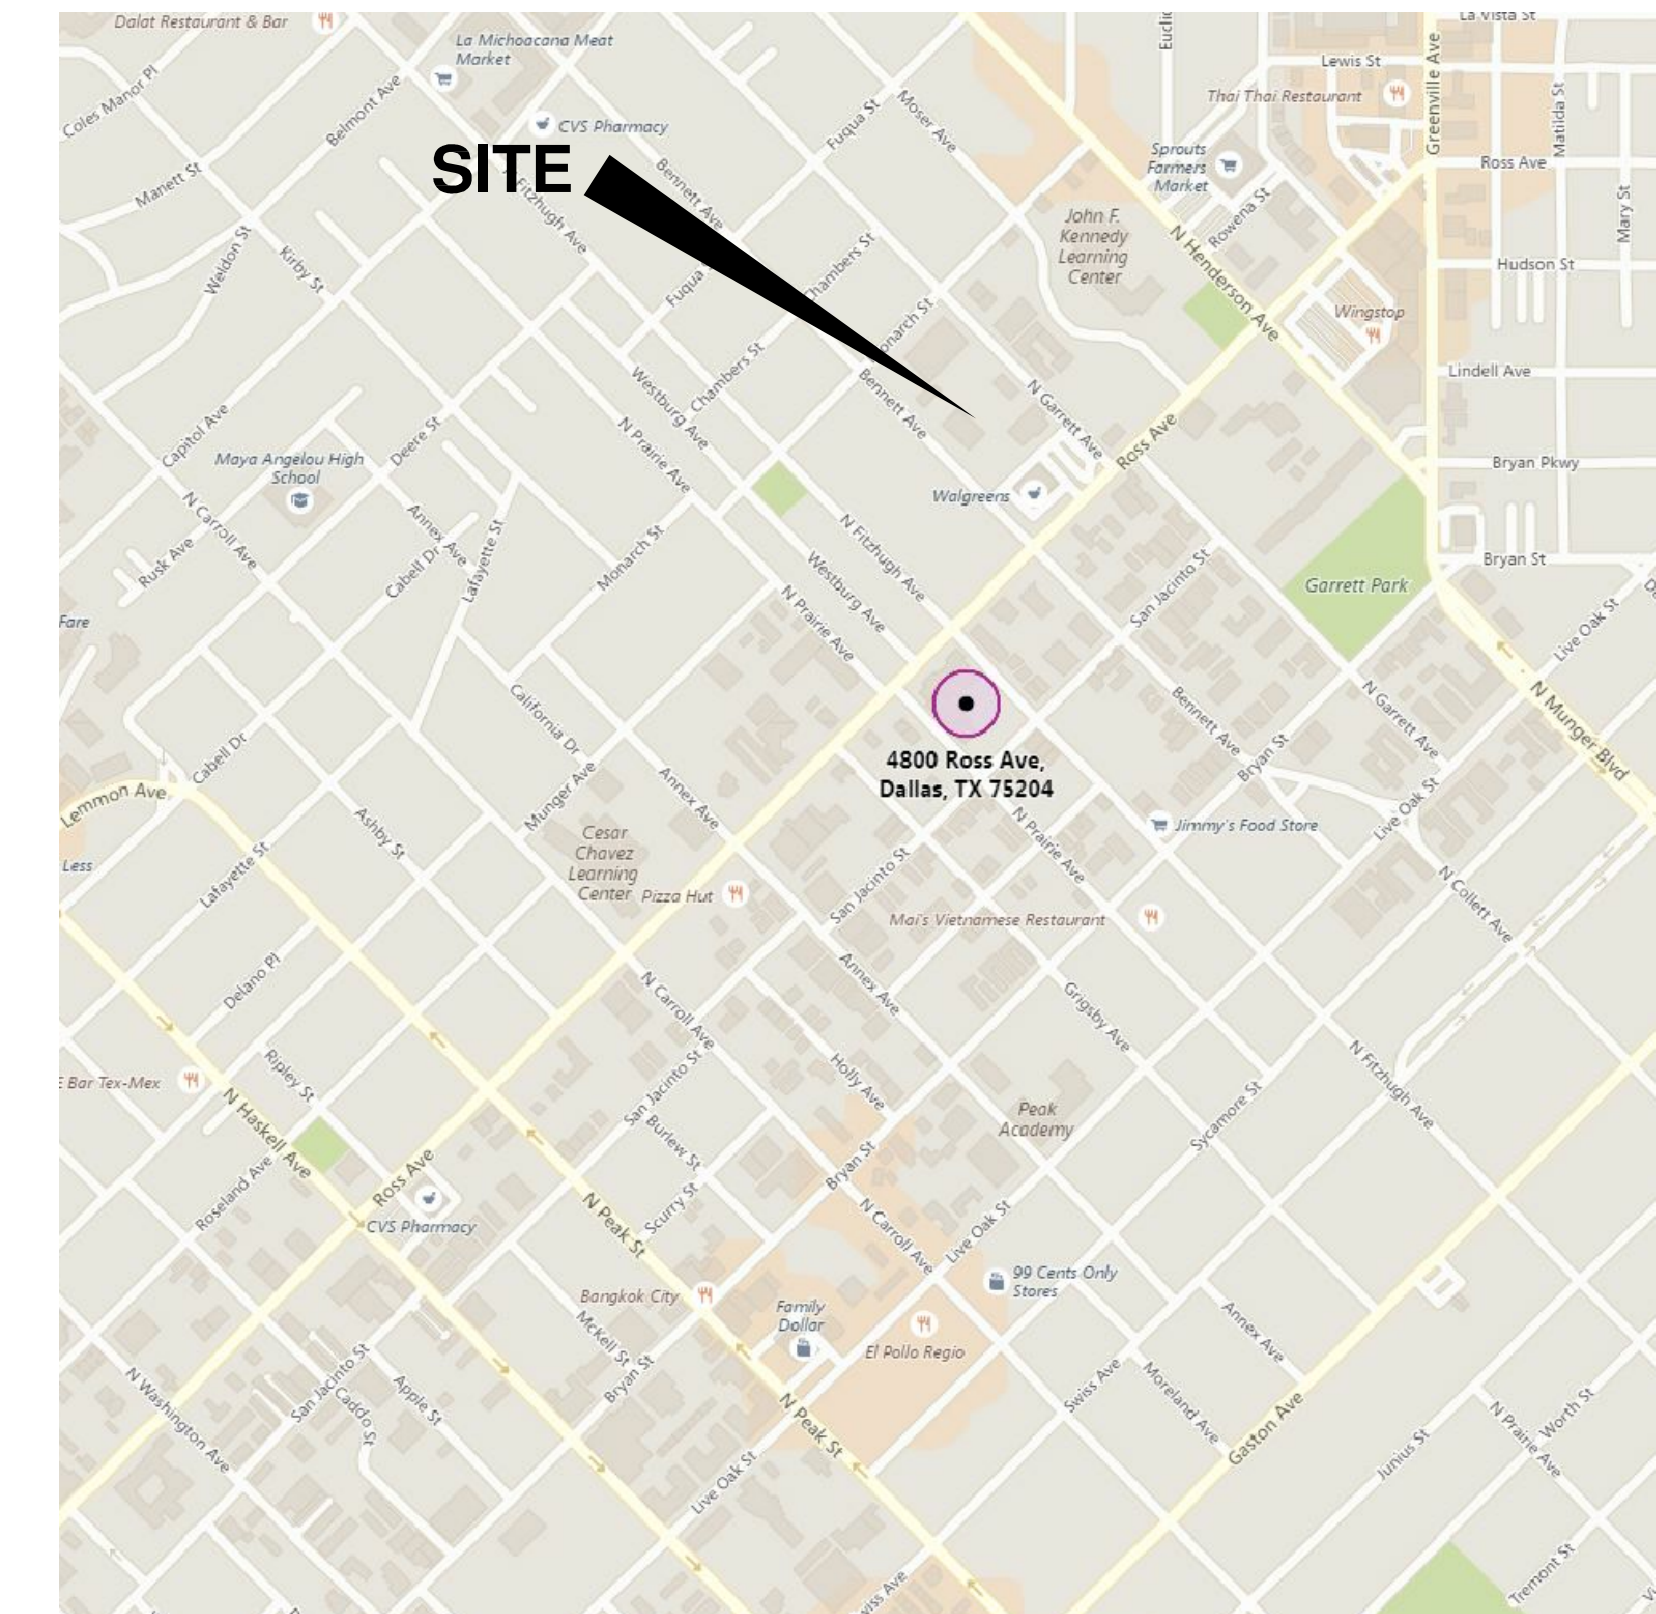 Dalat Restaurant & Bar
La Michoacana Meat
Market
La Vista St
Euclid
Lewis St
Greenville Ave
Coles Manor Pl
Belmont Ave
CVS Pharmacy
Fuqua St
Moser Ave
Thai Thai Restaurant
Matilda St
SITE
Sprouts
Farmers
Market
Ross Ave
Manett St
N Fitzhugh Ave
Bennett Ave
Mary St
Rowena St
John F.
Kennedy
Learning
Center
N Henderson Ave
Weldon St
Kirby St
Fuqua
Chambers St
Hudson St
Monarch St
Wingstop
Westburg Ave
Chambers St
Bennett Ave
N Garrett Ave
Lindell Ave
Capitol Ave
Deere St
N Prairie Ave
Ross Ave
Maya Angelou High
School
Bryan Pkwy
N Carroll Ave
Annex Ave
Lafayette St
Walgreens
Rusk Ave
Cabell Dr
Monarch St
N Fitzhugh Ave
Westburg Ave
San Jacinto St
Garrett Park
Bryan St
Fare
N Prairie Ave
Live Oak St
California Dr
Bennett Ave
N Garrett Ave
N Munger Blvd
Cabell Dr
4800 Ross Ave,
Dallas, TX 75204
Bryan St
Lemmon Ave
Munger Ave
Annex Ave
Ashby St
N Prairie Ave
Jimmy's Food Store
Live Oak St
Less
Lafayette St
Cesar
Chavez
Learning
Center
Pizza Hut
San Jacinto St
Mai's Vietnamese Restaurant
N Collett Ave
Delano Pl
N Carroll Ave
Annex Ave
Grigsby Ave
E Bar Tex-Mex
Ripley St
N Haskell Ave
San Jacinto St
Holly Ave
N Fitzhugh Ave
Burlew St
Peak
Academy
Sycamore St
Roseland Ave
Ross Ave
CVS Pharmacy
N Peak St
Scurry St
Bryan St
N Carroll Ave
Live Oak St
99 Cents Only
Stores
Bangkok City
Family
Dollar
El Pollo Regio
Mckell St
Annex Ave
N Washington Ave
San Jacinto St
Caddo St
Apple St
Bryan St
N Peak St
Swiss Ave
Moreland Ave
Gaston Ave
Junius St
N Prairie Ave
Worth St
Live Oak St
Swiss Ave
Tremont St